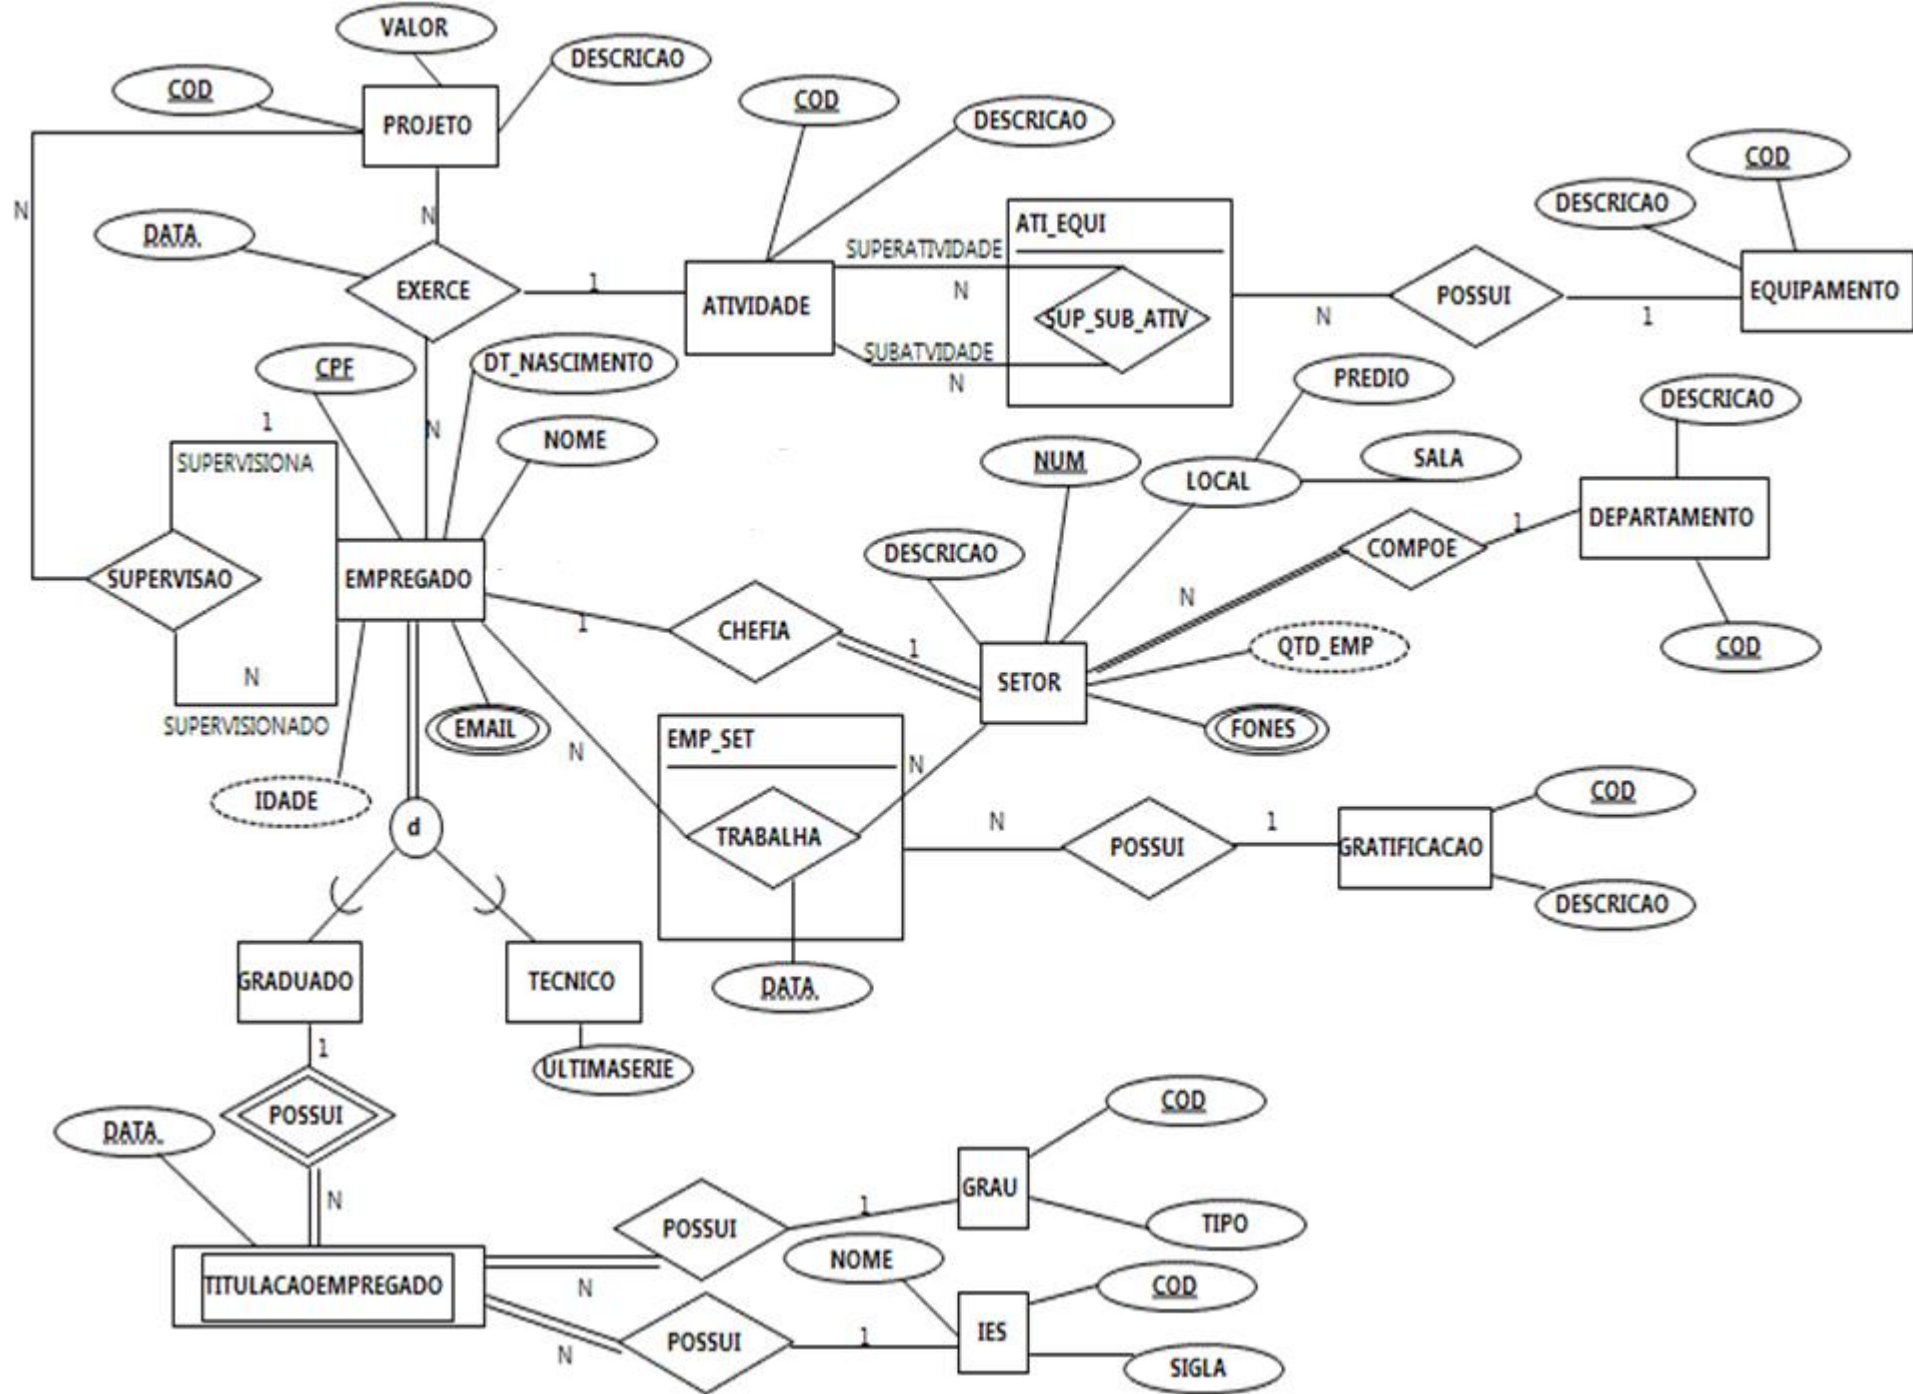 VALOR
DESCRICAO
COD
PROJETO
COD
DESCRICAO
COD
DESCRICAO
N
N
DATA
EXERCE
1
ATIVIDADE
SUPERATIVIDADE
N
ATI_EQUI
SUP_SUB_ATIV
SUBATVIDADE
N
N
POSSUI
1
EQUIPAMENTO
CPF
DT_NASCIMENTO
N
NOME
PREDIO
DESCRICAO
1
SUPERVISIONA
NUM
LOCAL
SALA
DEPARTAMENTO
SUPERVISAO
EMPREGADO
DESCRICAO
COMPOE
1
N
1
CHEFIA
1
SETOR
QTD_EMP
COD
N
SUPERVISIONADO
EMAIL
N
EMP_SET
N
FONES
IDADE
d
TRABALHA
N
POSSUI
1
GRATIFICACAO
COD
DESCRICAO
GRADUADO
TECNICO
DATA
1
ULTIMASERIE
POSSUI
DATA
N
COD
GRAU
TIPO
POSSUI
1
N
NOME
TITULACAOEMPREGADO
COD
IES
POSSUI
1
N
SIGLA